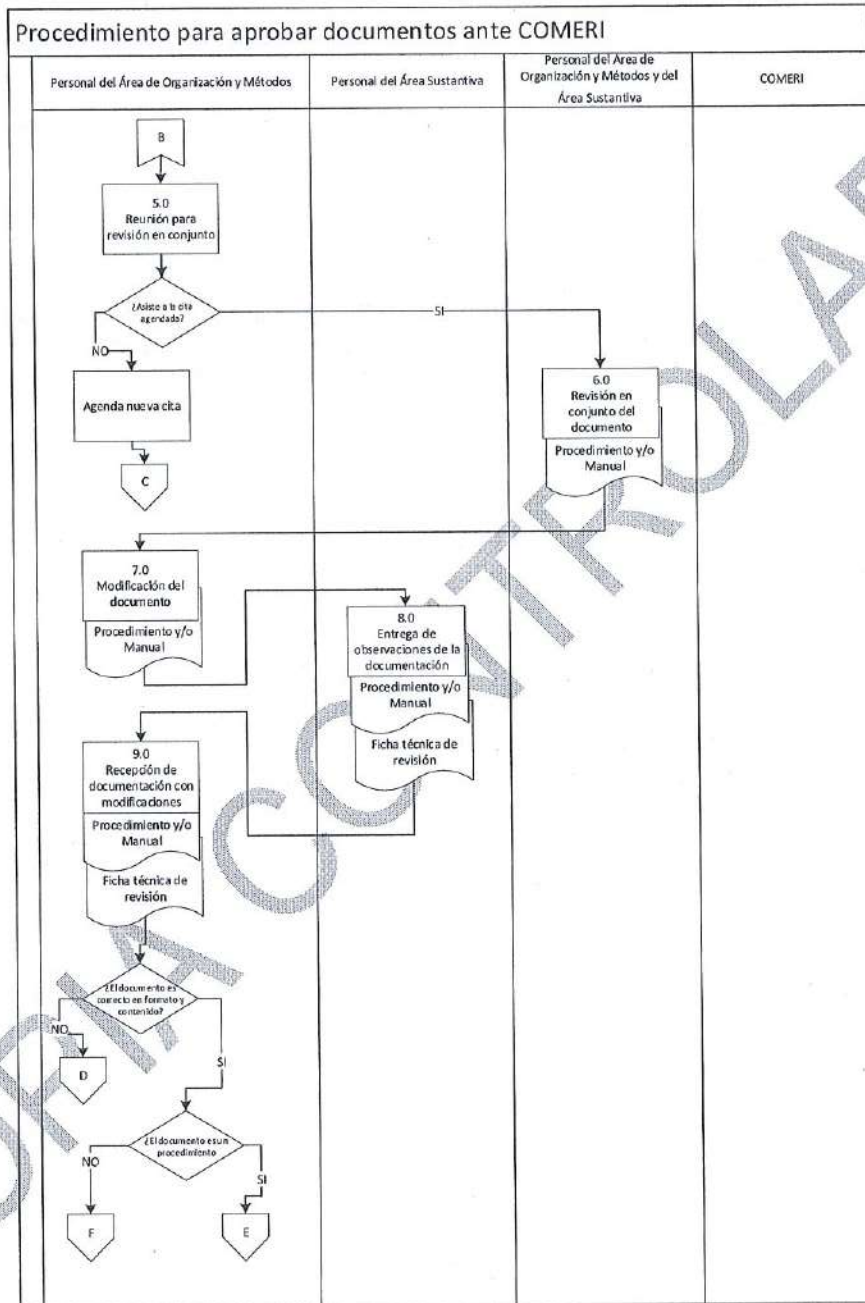 Procedimiento para aprobar documentos ante COMERI
Personal del Área de Organización y Métodos
Personal del Área Sustantiva
Personal del Área de
Organización y Métodos y del
Área Sustantiva
COMERI
B
5.0
Reunión para
revisión en conjunto
¿Asiste a la cita
agendada?
SI
NO
Agenda nueva cita
C
6.0
Revisión en
conjunto del
documento
Procedimiento y/o
Manual
7.0
Modificación del
documento
Procedimiento y/o
Manual
8.0
Entrega de
observaciones de la
documentación
Procedimiento y/o
Manual
Ficha técnica de
revisión
9.0
Recepción de
documentación con
modificaciones
Procedimiento y/o
Manual
Ficha técnica de
revisión
¿El documento es
correcto en formato y
contenido?
NO
D
SI
¿El documento es un
procedimiento
NO
SI
F
E